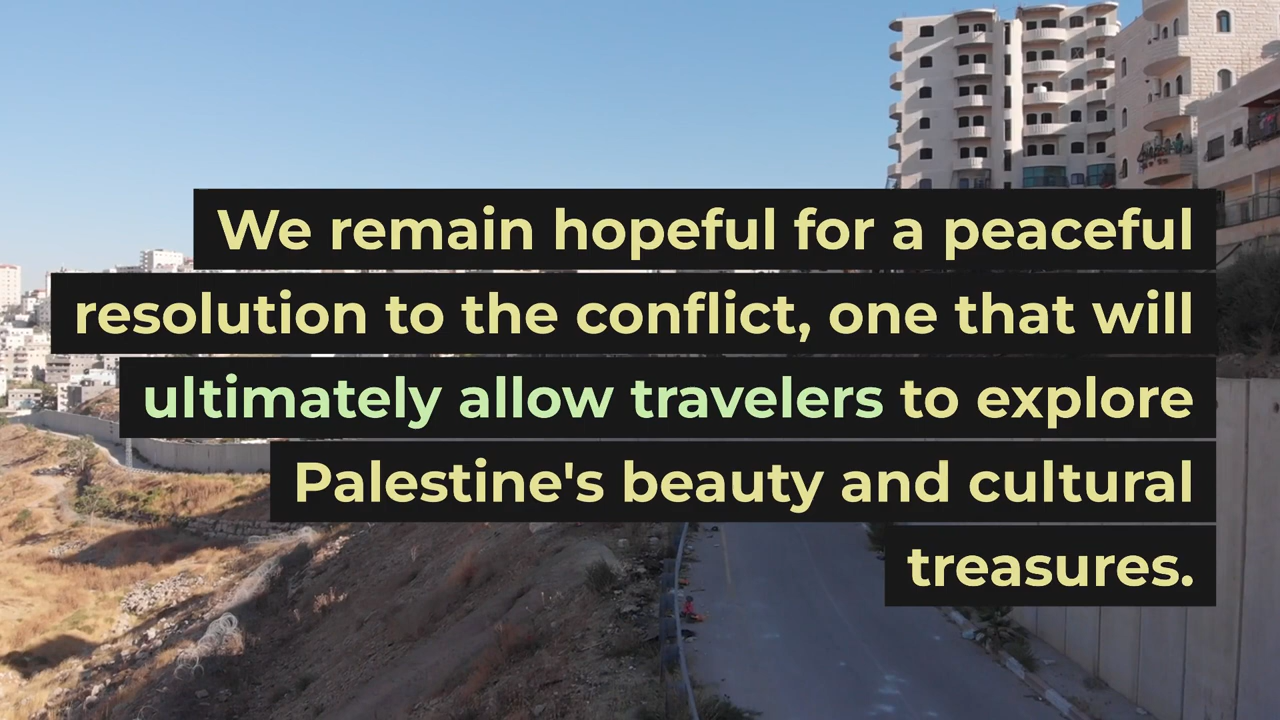 We remain hopeful for a peaceful
resolution to the conflict, one that will
ultimately allow travelers to explore
Palestine's beauty and cultural
treasures.